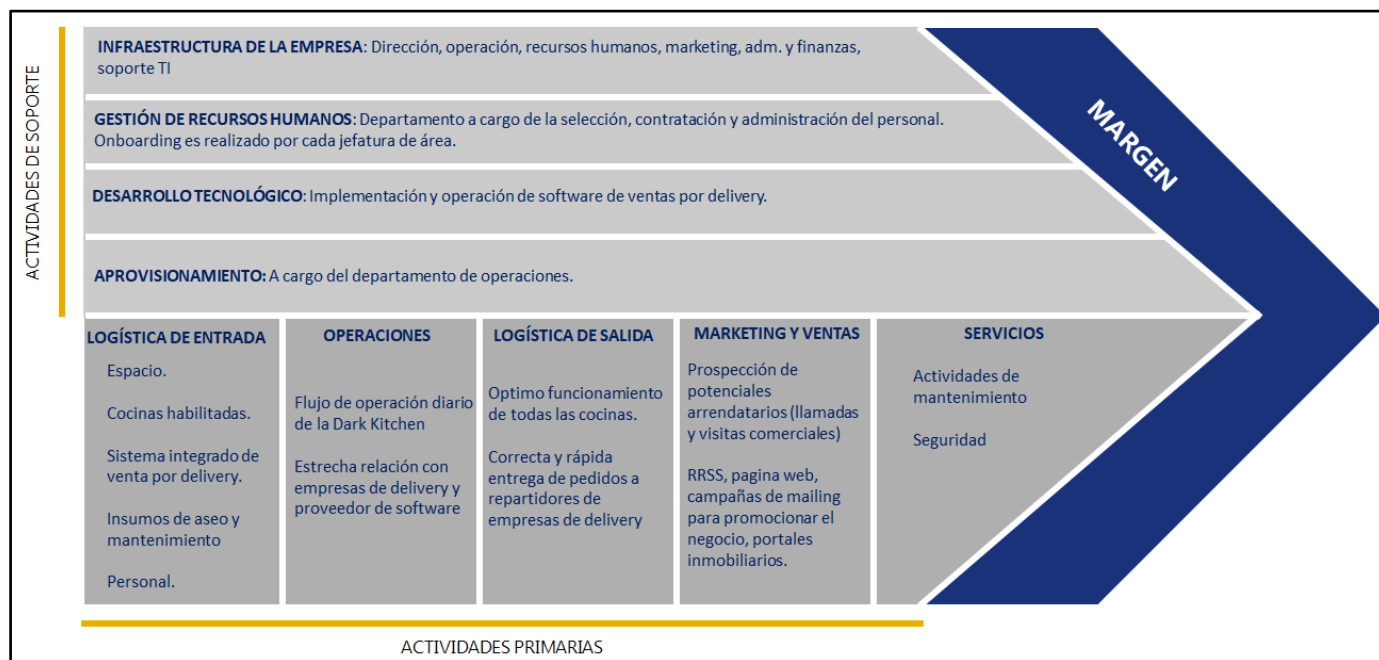 ACTIVIDADES DE SOPORTE
INFRAESTRUCTURA DE LA EMPRESA: Dirección, operación, recursos humanos, marketing, adm. y finanzas,
soporte TI
GESTIÓN DE RECURSOS HUMANOS: Departamento a cargo de la selección, contratación y administración del personal.
Onboarding es realizado por cada jefatura de área.
DESARROLLO TECNOLÓGICO: Implementación y operación de software de ventas por delivery.
APROVISIONAMIENTO: A cargo del departamento de operaciones.
MARGEN
LOGÍSTICA DE ENTRADA
Espacio.
Cocinas habilitadas.
Sistema integrado de
venta por delivery.
Insumos de aseo y
mantenimiento
Personal.
OPERACIONES
Flujo de operación diario
de la Dark Kitchen
Estrecha relación con
empresas de delivery y
proveedor de software
LOGÍSTICA DE SALIDA
Optimo funcionamiento
de todas las cocinas.
Correcta y rápida
entrega de pedidos a
repartidores de
empresas de delivery
MARKETING Y VENTAS
Prospección de
potenciales
arrendatarios (llamadas
y visitas comerciales)
RRSS, pagina web,
campañas de mailing
para promocionar el
negocio, portales
inmobiliarios.
SERVICIOS
Actividades de
mantenimiento
Seguridad
ACTIVIDADES PRIMARIAS